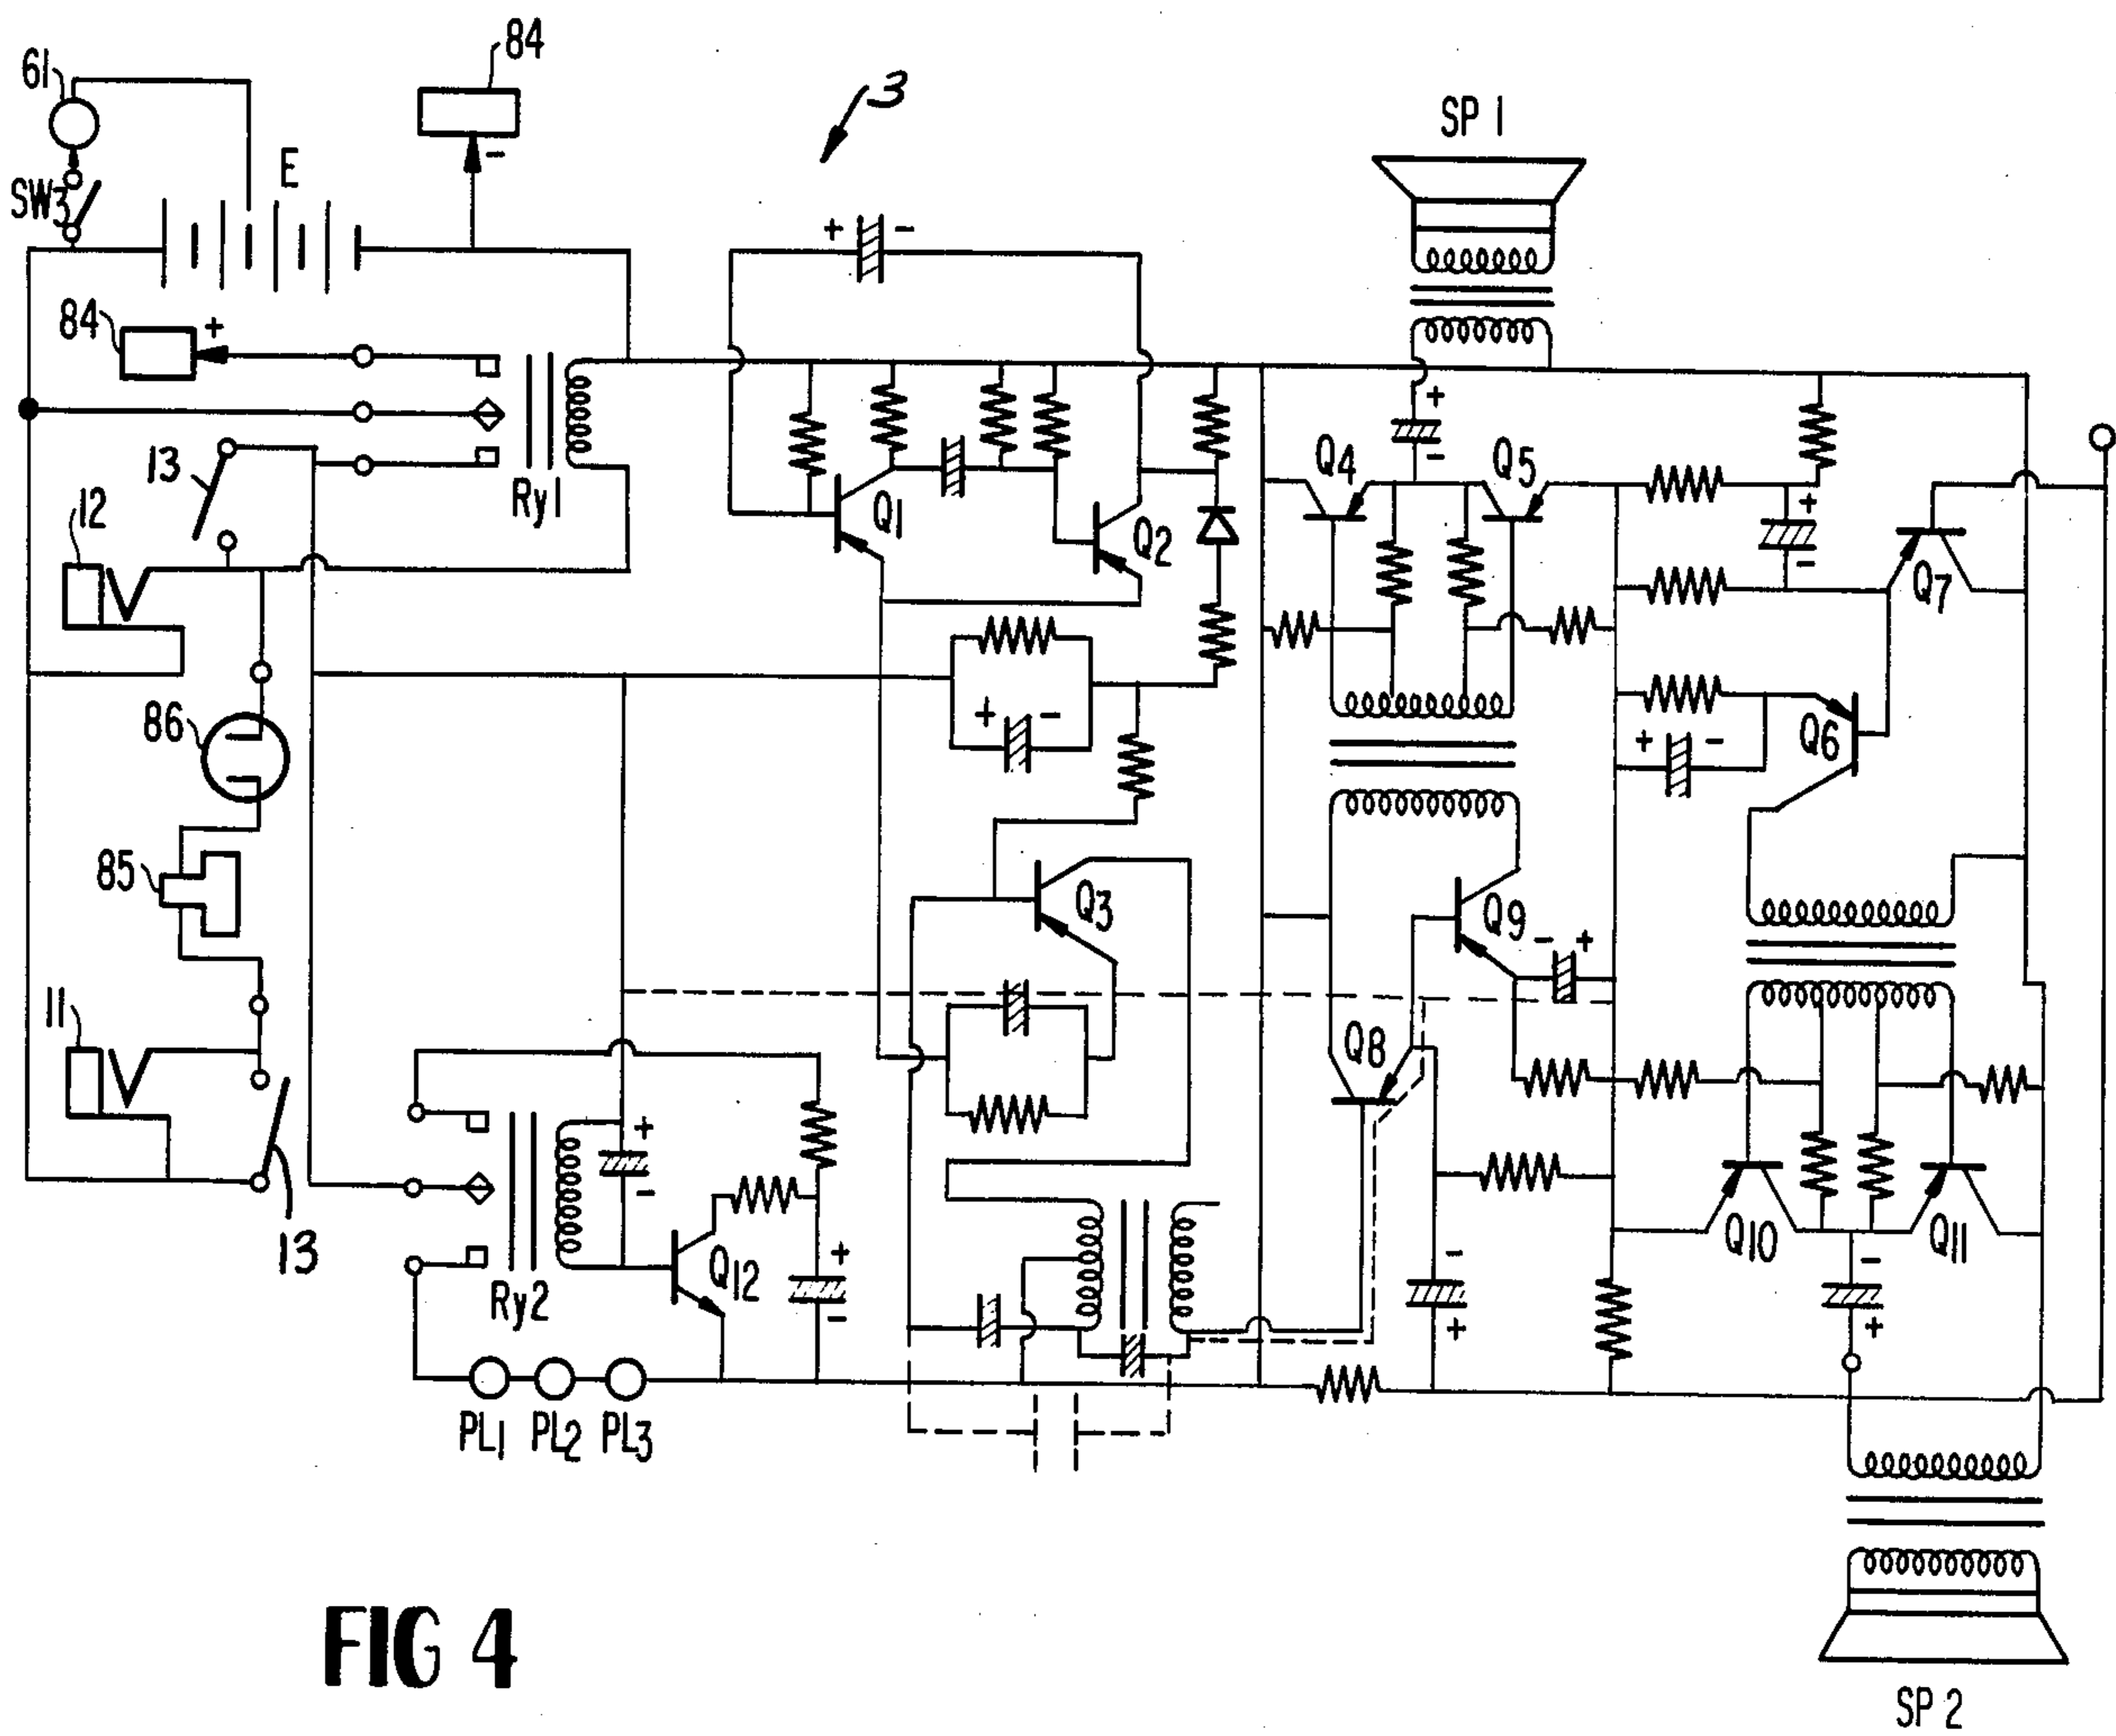 61
84
3
SP 1
SW3
E
-
+ -
84
+
13
Ry1
+
-
12
Q1
Q2
Q4
Q5
+
-
Q7
86
+ -
Q6
+ -
85
Q3
Q9
- +
11
Q8
+
-
13
Ry2
Q12
+
-
-
+
Q10
Q11
-
+
PL1 PL2 PL3
FIG 4
SP 2